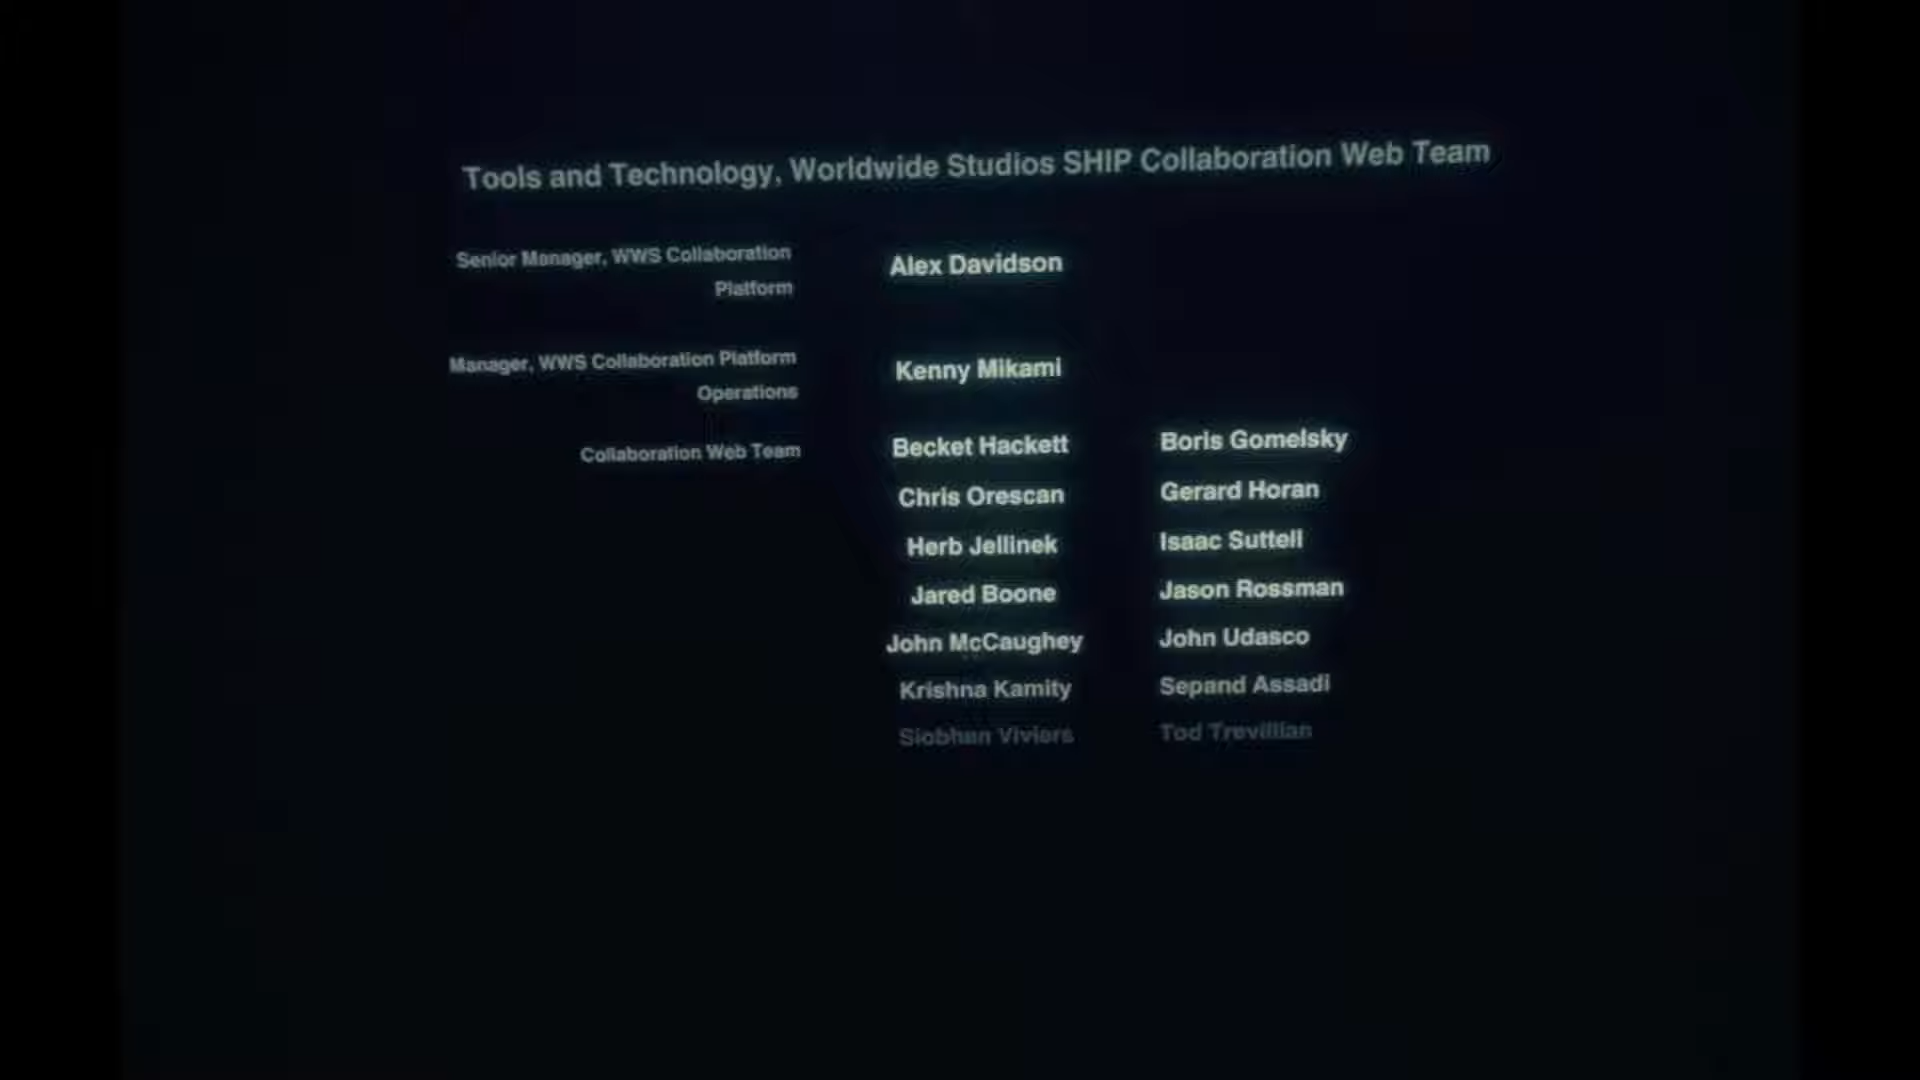 Tools and Technology, Worldwide Studios SHIP Collaboration Web Team
Senior Manager, WWS Collaboration
Platform
Alex Davidson
Manager, WWS Collaboration Platform
Operations
Kenny Mikami
Collaboration Web Team
Becket Hackett Boris Gomelsky
Chris Orescan Gerard Horan
Herb Jellinek Isaac Suttell
Jared Boone Jason Rossman
John McCaughey John Udasco
Krishna Kamity Sepand Assadi
Siobhan Viviers Tod Trevillian